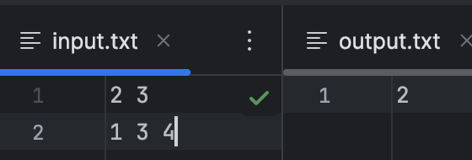 input.txt
1 2 3
2 1 3 4
output.txt
1 2